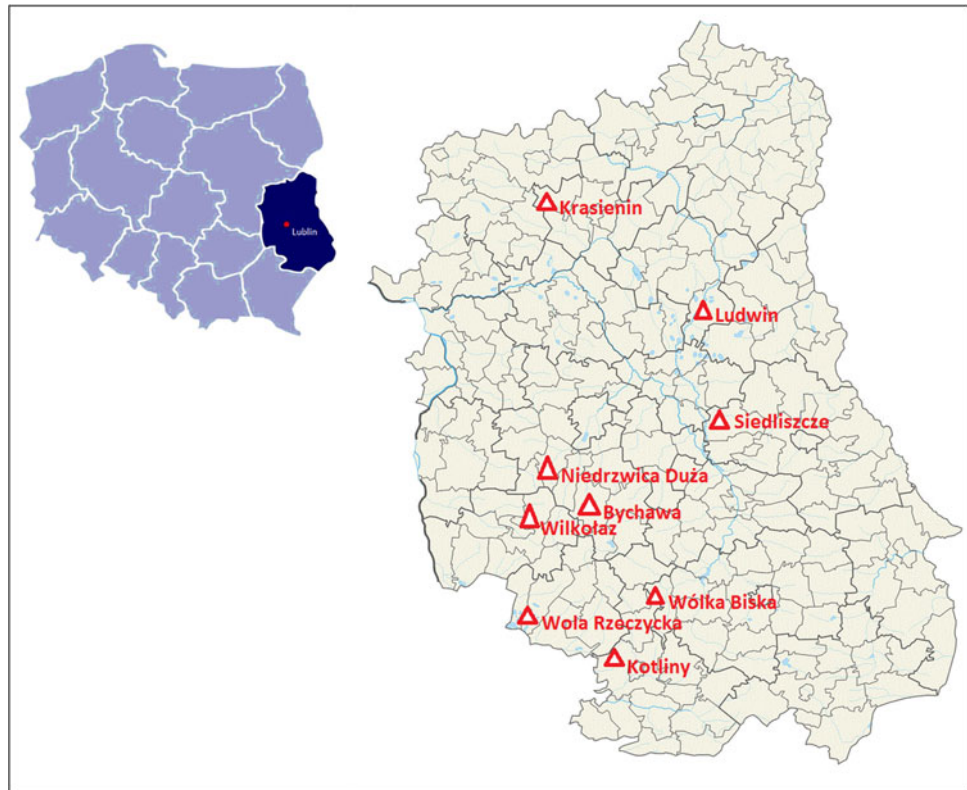 Lublin
Krasienin
Ludwin
Siedliszcze
Niedrzwica Duża
Bychawa
Wilkołaz
Wólka Biska
Wola Rzeczycka
Kotliny